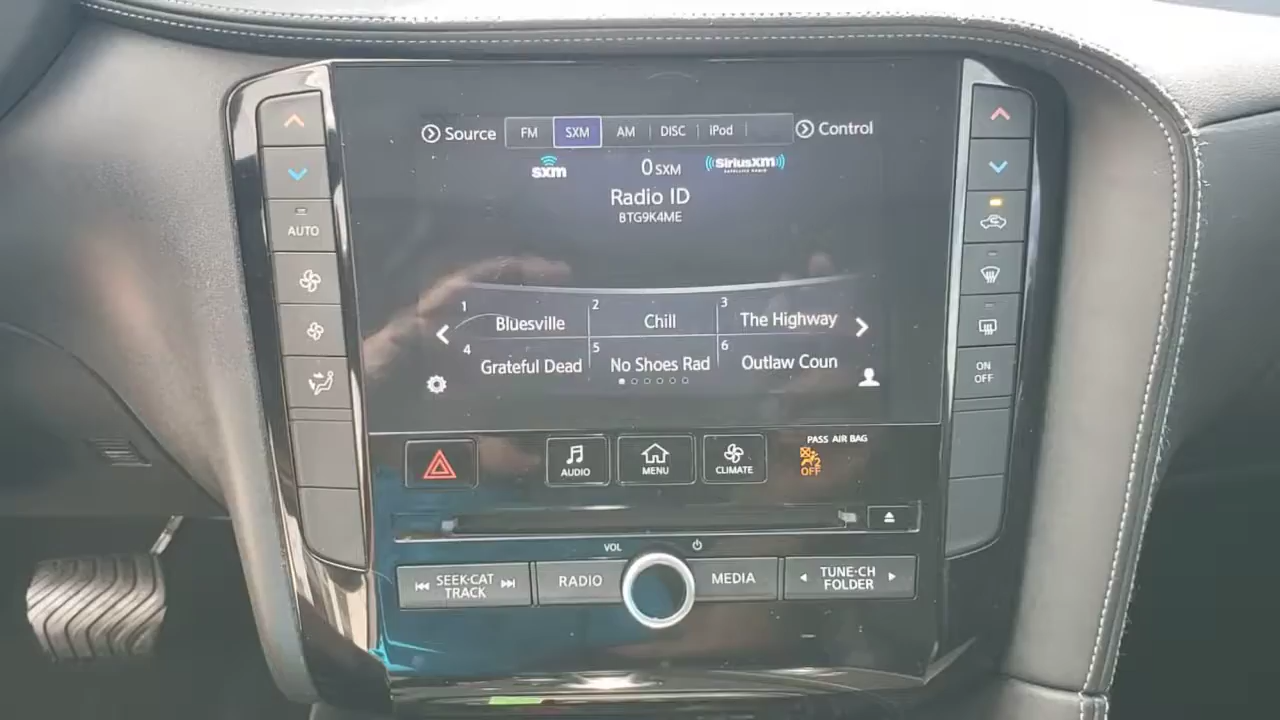 Source FM SXM AM DISC iPod Control
sxm 0 SXM SiriusXM
SATELLITE RADIO
Radio ID
BTG9K4ME
1 Bluesville 2 Chill 3 The Highway
4 Grateful Dead 5 No Shoes Rad 6 Outlaw Coun
AUTO
ON
OFF
AUDIO MENU CLIMATE
PASS AIR BAG
OFF
VOL
SEEK·CAT
TRACK
RADIO
MEDIA
TUNE·CH
FOLDER